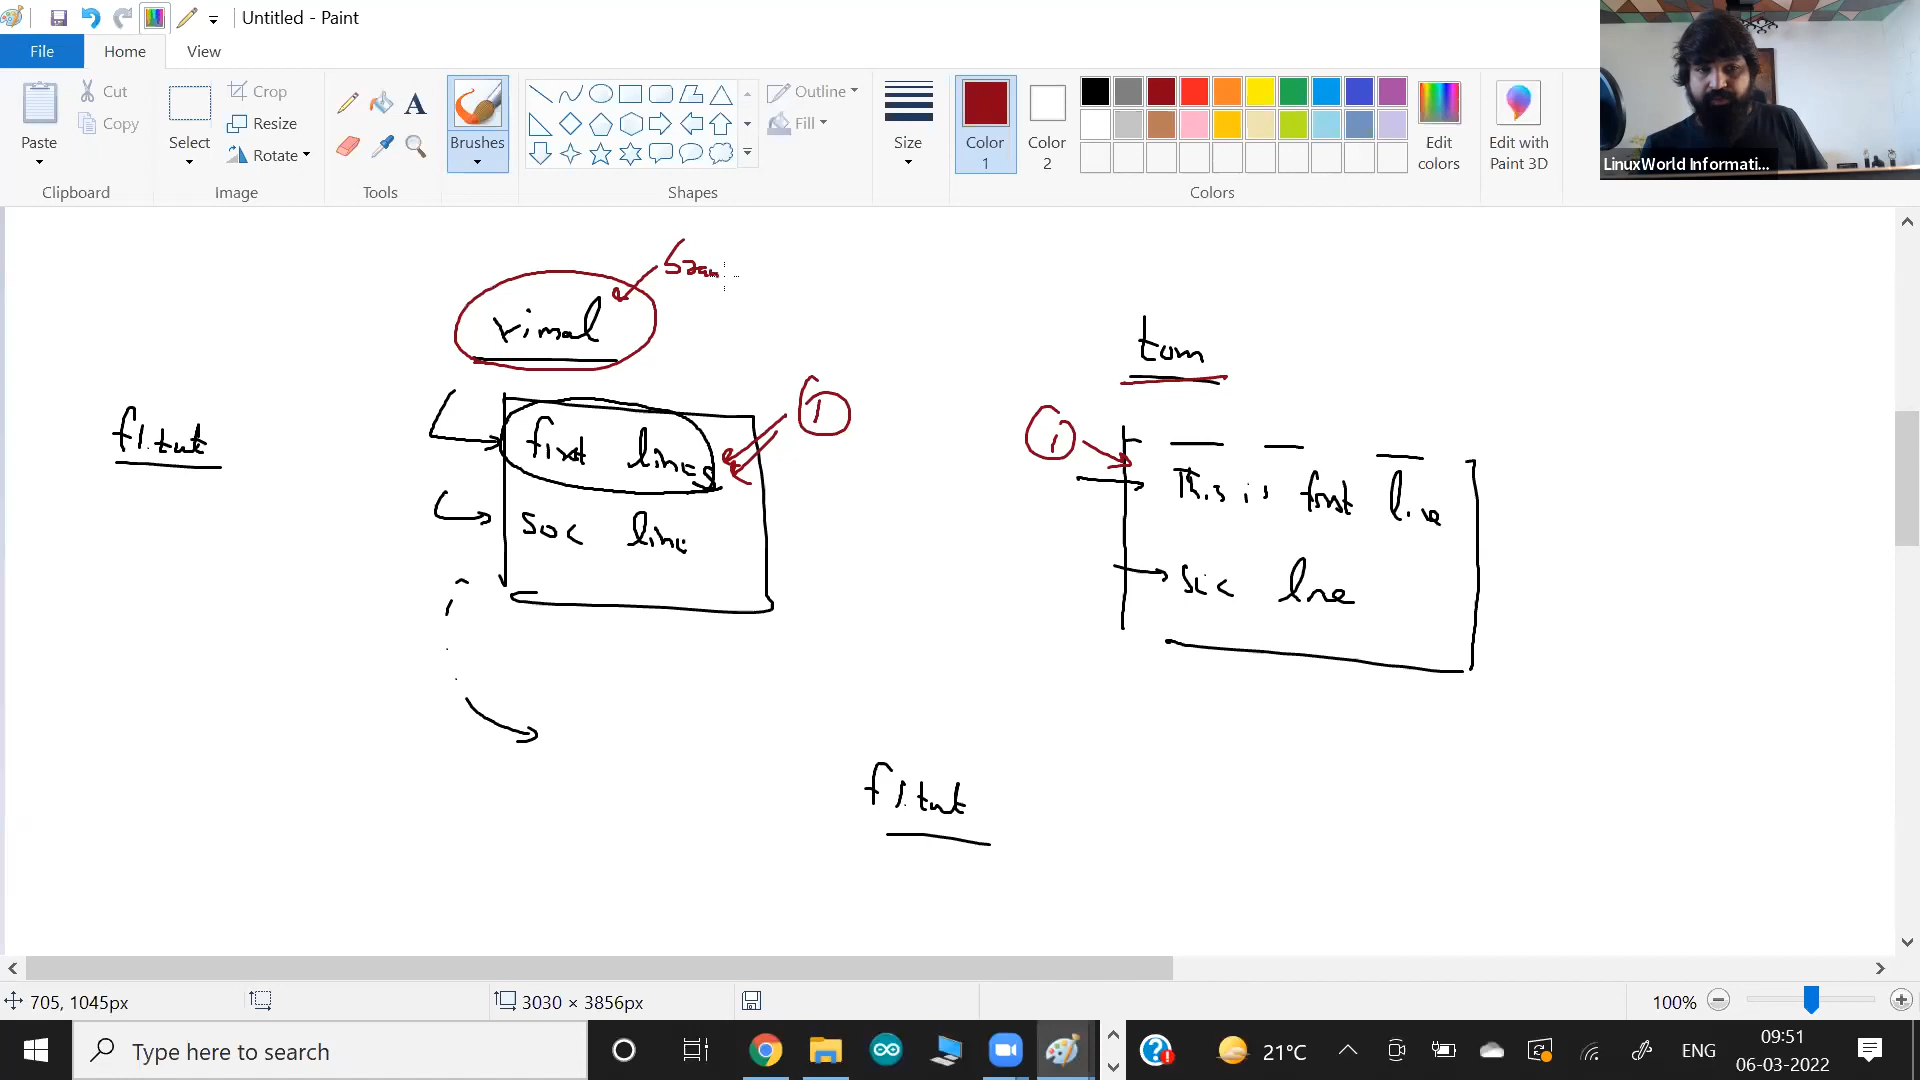 Untitled - Paint
File Home View
Paste
Cut
Copy
Clipboard
Select
Crop
Resize
Rotate
Image
Tools
Brushes
Shapes
Outline
Fill
Size
Color 1
Color 2
Edit colors
Edit with Paint 3D
Colors
LinuxWorld Informati...
5 am
vimal
tom
f1.txt
first line
1
1
This is first line
sec line
sec line
f1.txt
705, 1045px
3030 × 3856px
100%
Type here to search
21°C
ENG
09:51
06-03-2022